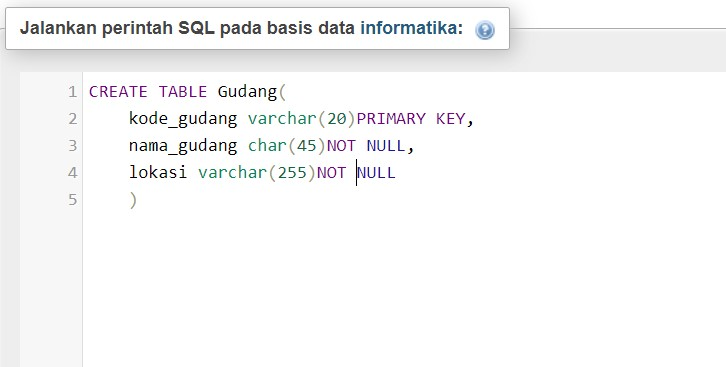 Jalankan perintah SQL pada basis data informatika:
1 CREATE TABLE Gudang(
2 kode_gudang varchar(20)PRIMARY KEY,
3 nama_gudang char(45)NOT NULL,
4 lokasi varchar(255)NOT NULL
5 )